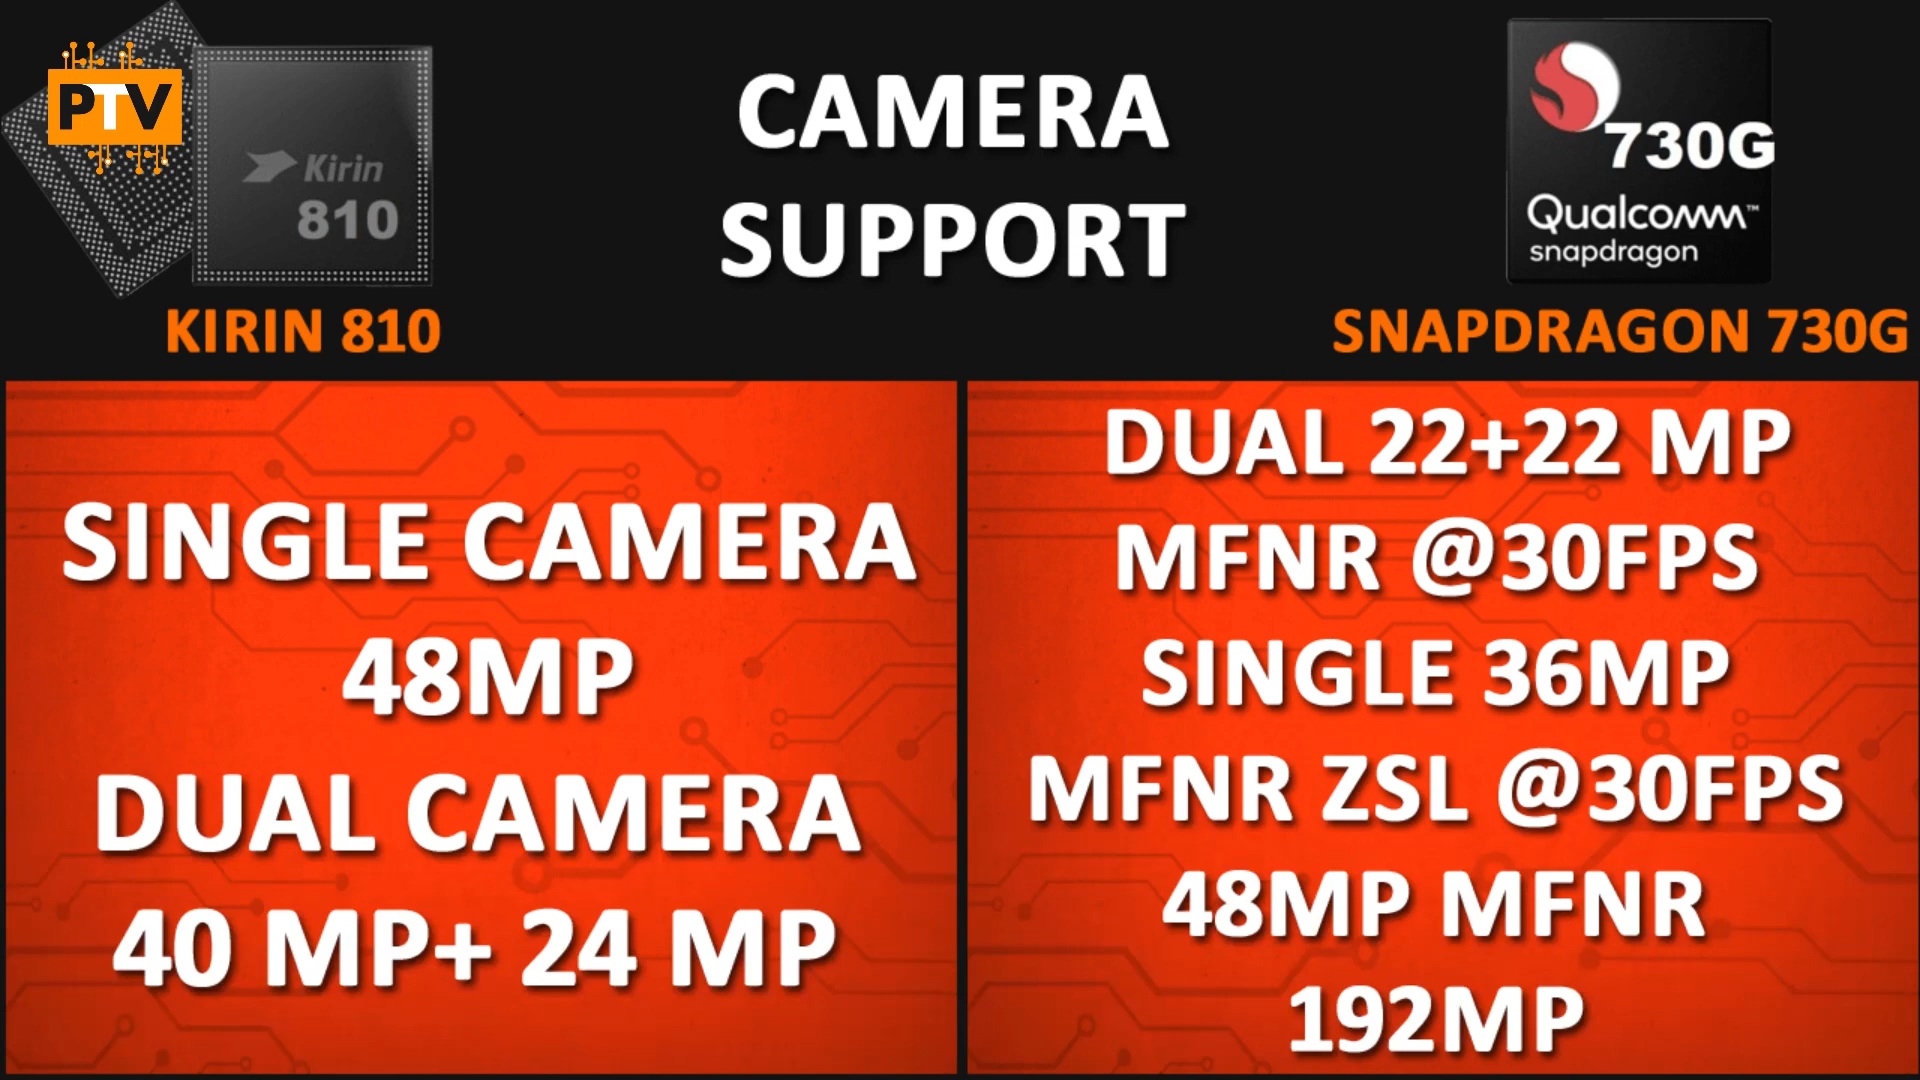 PTV
Kirin
810
CAMERA
SUPPORT
730G
Qualcomm™
snapdragon
KIRIN 810
SNAPDRAGON 730G
SINGLE CAMERA
48MP
DUAL CAMERA
40 MP+ 24 MP
DUAL 22+22 MP
MFNR @30FPS
SINGLE 36MP
MFNR ZSL @30FPS
48MP MFNR
192MP